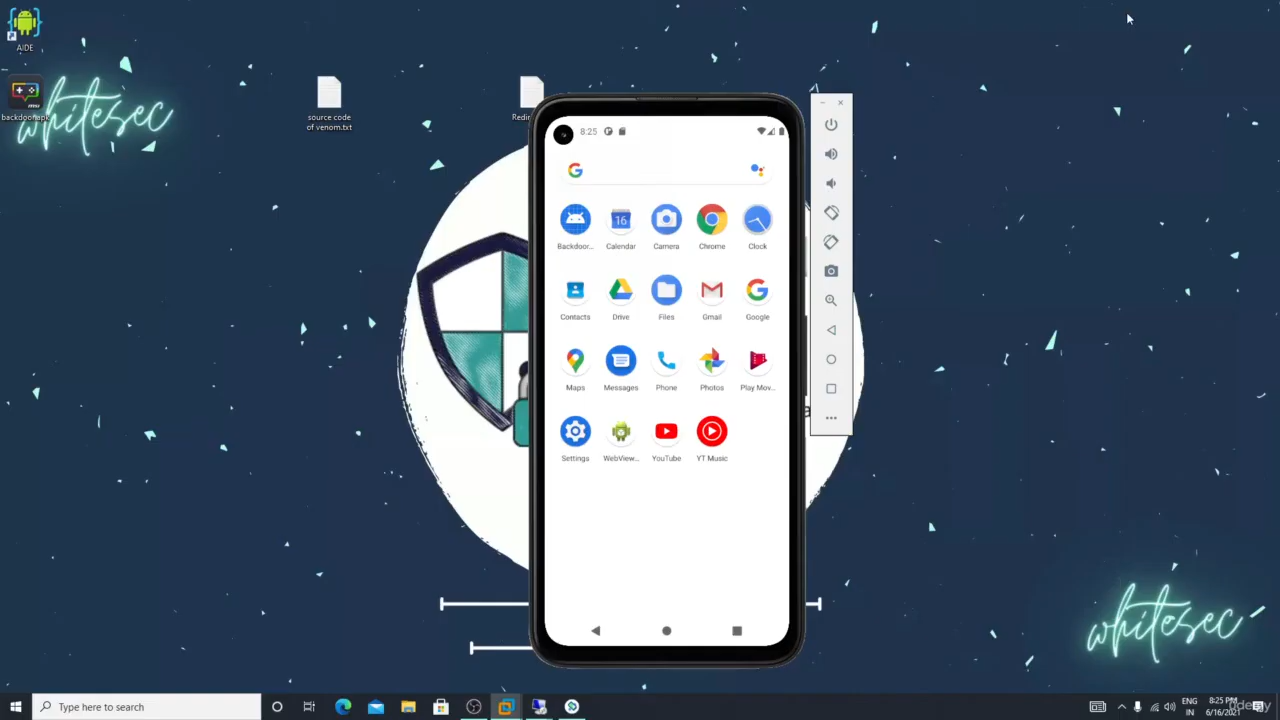 AIDE
backdoor.apk
whitesec
source code
of venom.txt
Redir
8:25
Backdoor...
16
Calendar
Camera
Chrome
Clock
Contacts
Drive
Files
Gmail
Google
Maps
Messages
Phone
Photos
Play Mov...
Settings
WebView...
YouTube
YT Music
whitesec
Type here to search
ENG
IN
8:25 PM
6/16/2021
Udemy